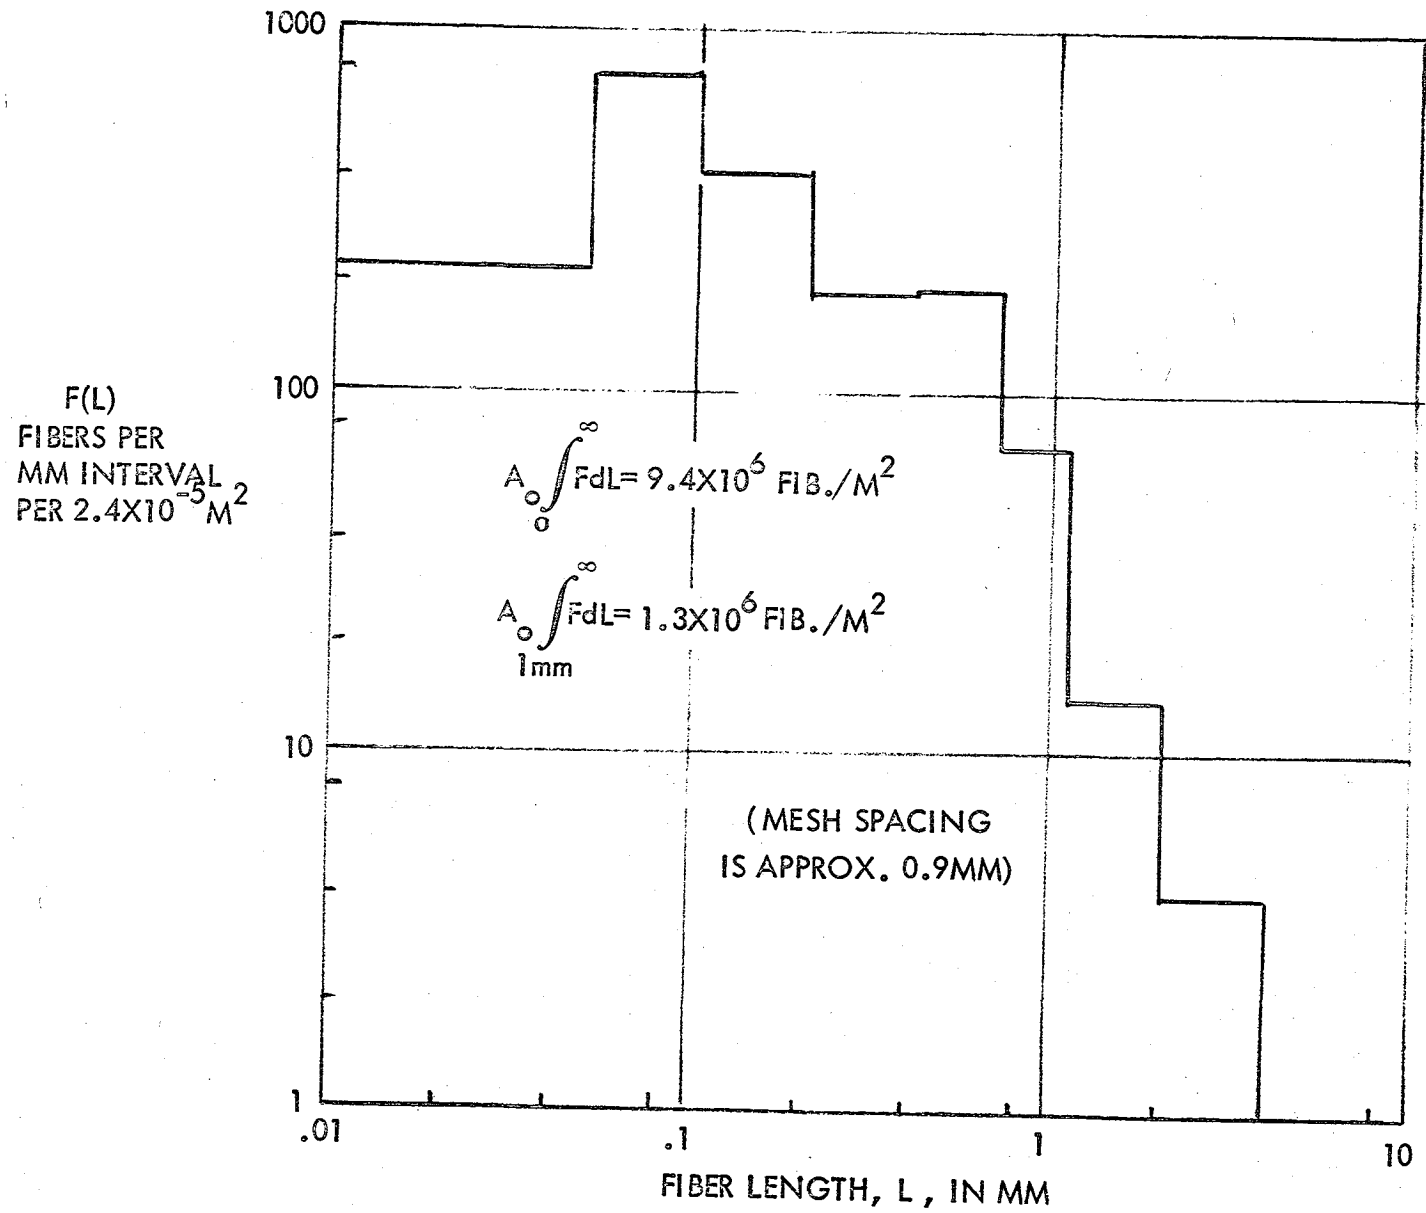 1000
100
10
1
F(L)
FIBERS PER
MM INTERVAL
PER 2.4X10⁻⁵M²
A₀∫₀^∞ FdL= 9.4X10⁶ FIB./M²
A₀∫₁mm^∞ FdL= 1.3X10⁶ FIB./M²
(MESH SPACING
IS APPROX. 0.9MM)
.01 .1 1 10
FIBER LENGTH, L , IN MM